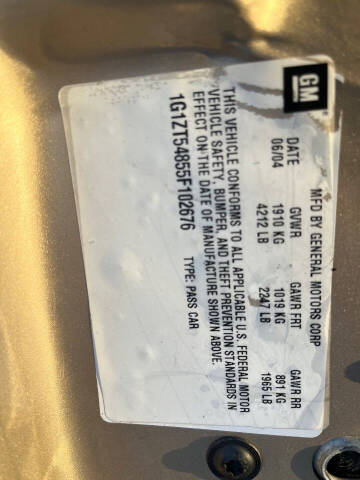 GM
MFD BY GENERAL MOTORS CORP
DATE GVWR GAWR FRT GAWR RR
06/04 1910 KG 1019 KG 891 KG
4212 LB 2247 LB 1965 LB
THIS VEHICLE CONFORMS TO ALL APPLICABLE U.S. FEDERAL MOTOR
VEHICLE SAFETY, BUMPER, AND THEFT PREVENTION STANDARDS IN
EFFECT ON THE DATE OF MANUFACTURE SHOWN ABOVE.
1G1ZT54855F102676 TYPE: PASS CAR